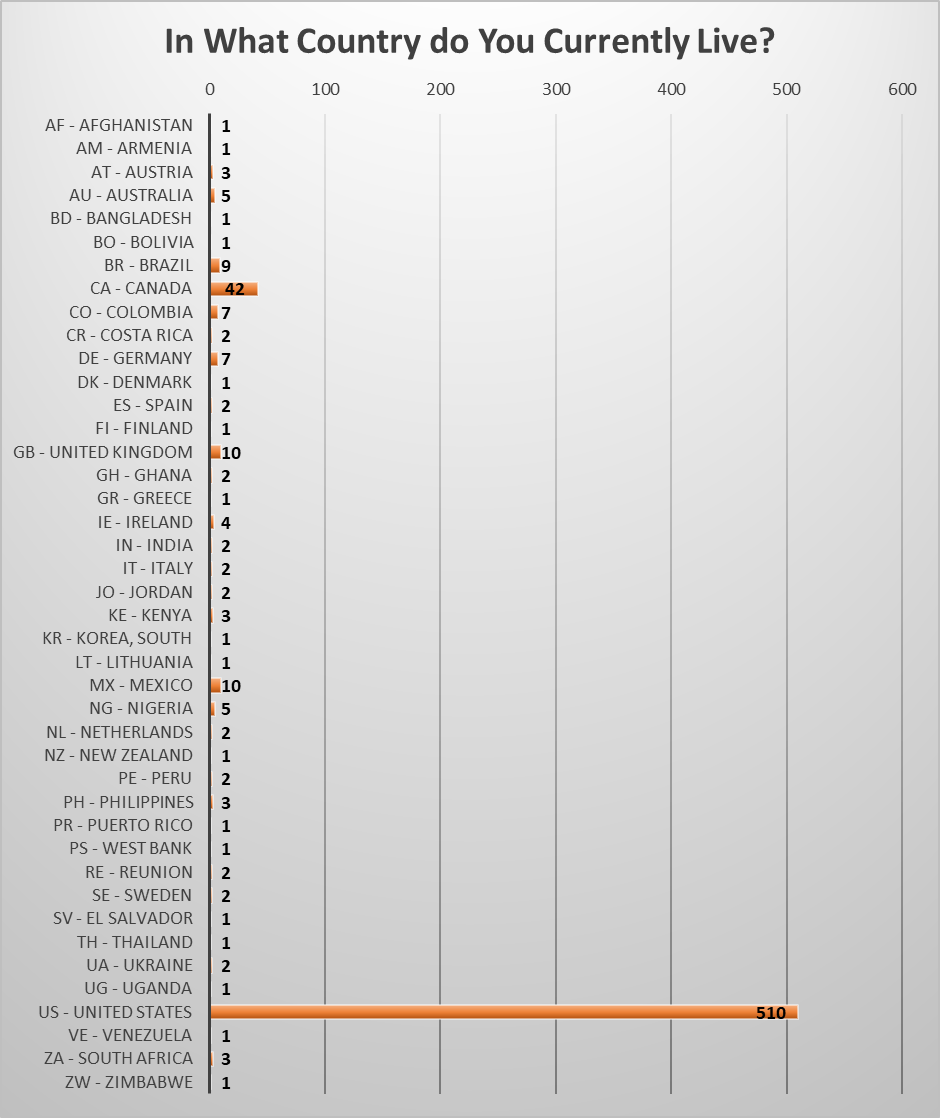 In What Country do You Currently Live?
0 100 200 300 400 500 600
AF - AFGHANISTAN 1
AM - ARMENIA 1
AT - AUSTRIA 3
AU - AUSTRALIA 5
BD - BANGLADESH 1
BO - BOLIVIA 1
BR - BRAZIL 9
CA - CANADA 42
CO - COLOMBIA 7
CR - COSTA RICA 2
DE - GERMANY 7
DK - DENMARK 1
ES - SPAIN 2
FI - FINLAND 1
GB - UNITED KINGDOM 10
GH - GHANA 2
GR - GREECE 1
IE - IRELAND 4
IN - INDIA 2
IT - ITALY 2
JO - JORDAN 2
KE - KENYA 3
KR - KOREA, SOUTH 1
LT - LITHUANIA 1
MX - MEXICO 10
NG - NIGERIA 5
NL - NETHERLANDS 2
NZ - NEW ZEALAND 1
PE - PERU 2
PH - PHILIPPINES 3
PR - PUERTO RICO 1
PS - WEST BANK 1
RE - REUNION 2
SE - SWEDEN 2
SV - EL SALVADOR 1
TH - THAILAND 1
UA - UKRAINE 2
UG - UGANDA 1
US - UNITED STATES 510
VE - VENEZUELA 1
ZA - SOUTH AFRICA 3
ZW - ZIMBABWE 1